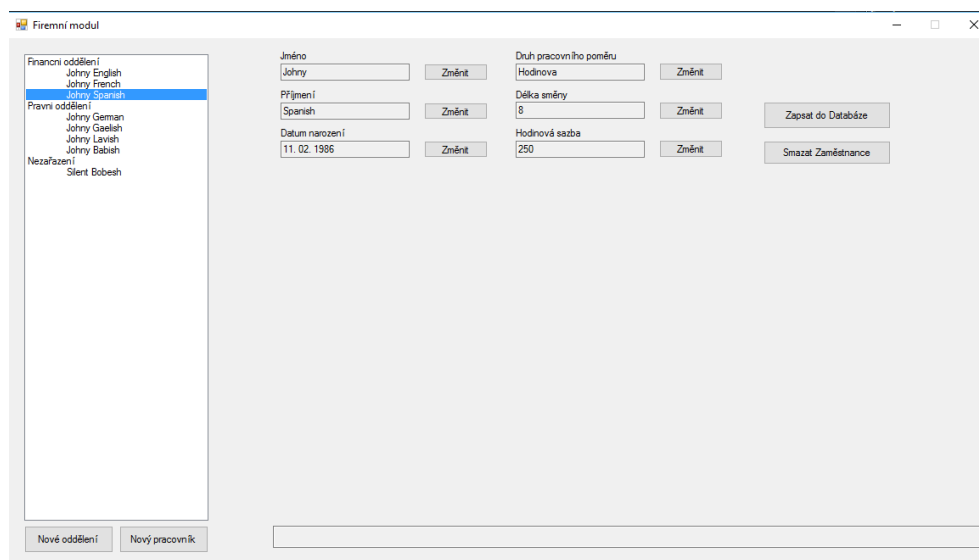 Firemní modul
Financni oddělení
Johny English
Johny French
Johny Spanish
Pravni oddělení
Johny German
Johny Gaelish
Johny Lavish
Johny Babish
Nezařazení
Silent Bobesh
Nové oddělení
Nový pracovník
Jméno
Johny
Změnit
Příjmení
Spanish
Změnit
Datum narození
11. 02. 1986
Změnit
Druh pracovního poměru
Hodinova
Změnit
Délka směny
8
Změnit
Hodinová sazba
250
Změnit
Zapsat do Databáze
Smazat Zaměstnance